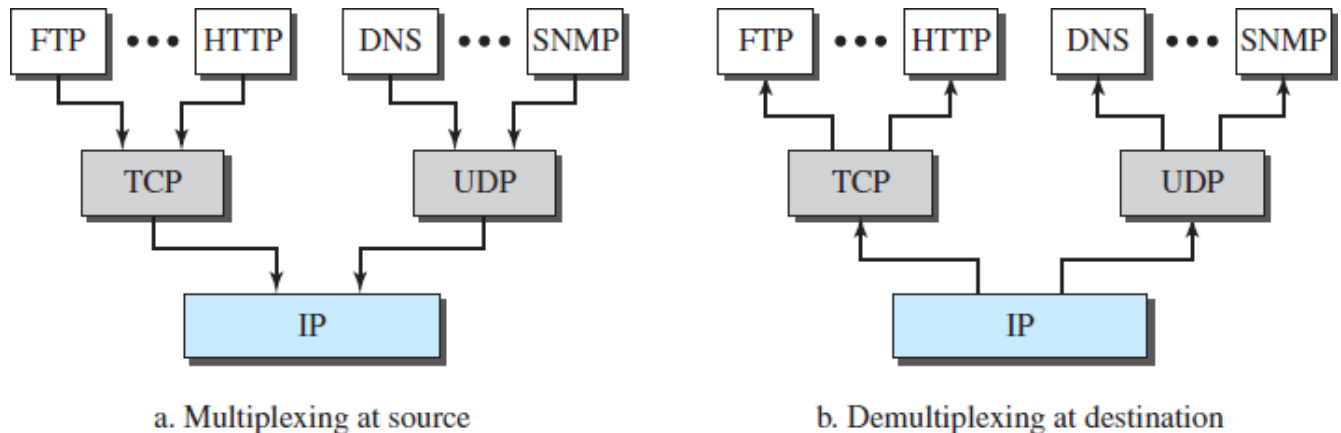 FTP ••• HTTP DNS ••• SNMP FTP ••• HTTP DNS ••• SNMP
TCP UDP TCP UDP
IP IP
a. Multiplexing at source b. Demultiplexing at destination